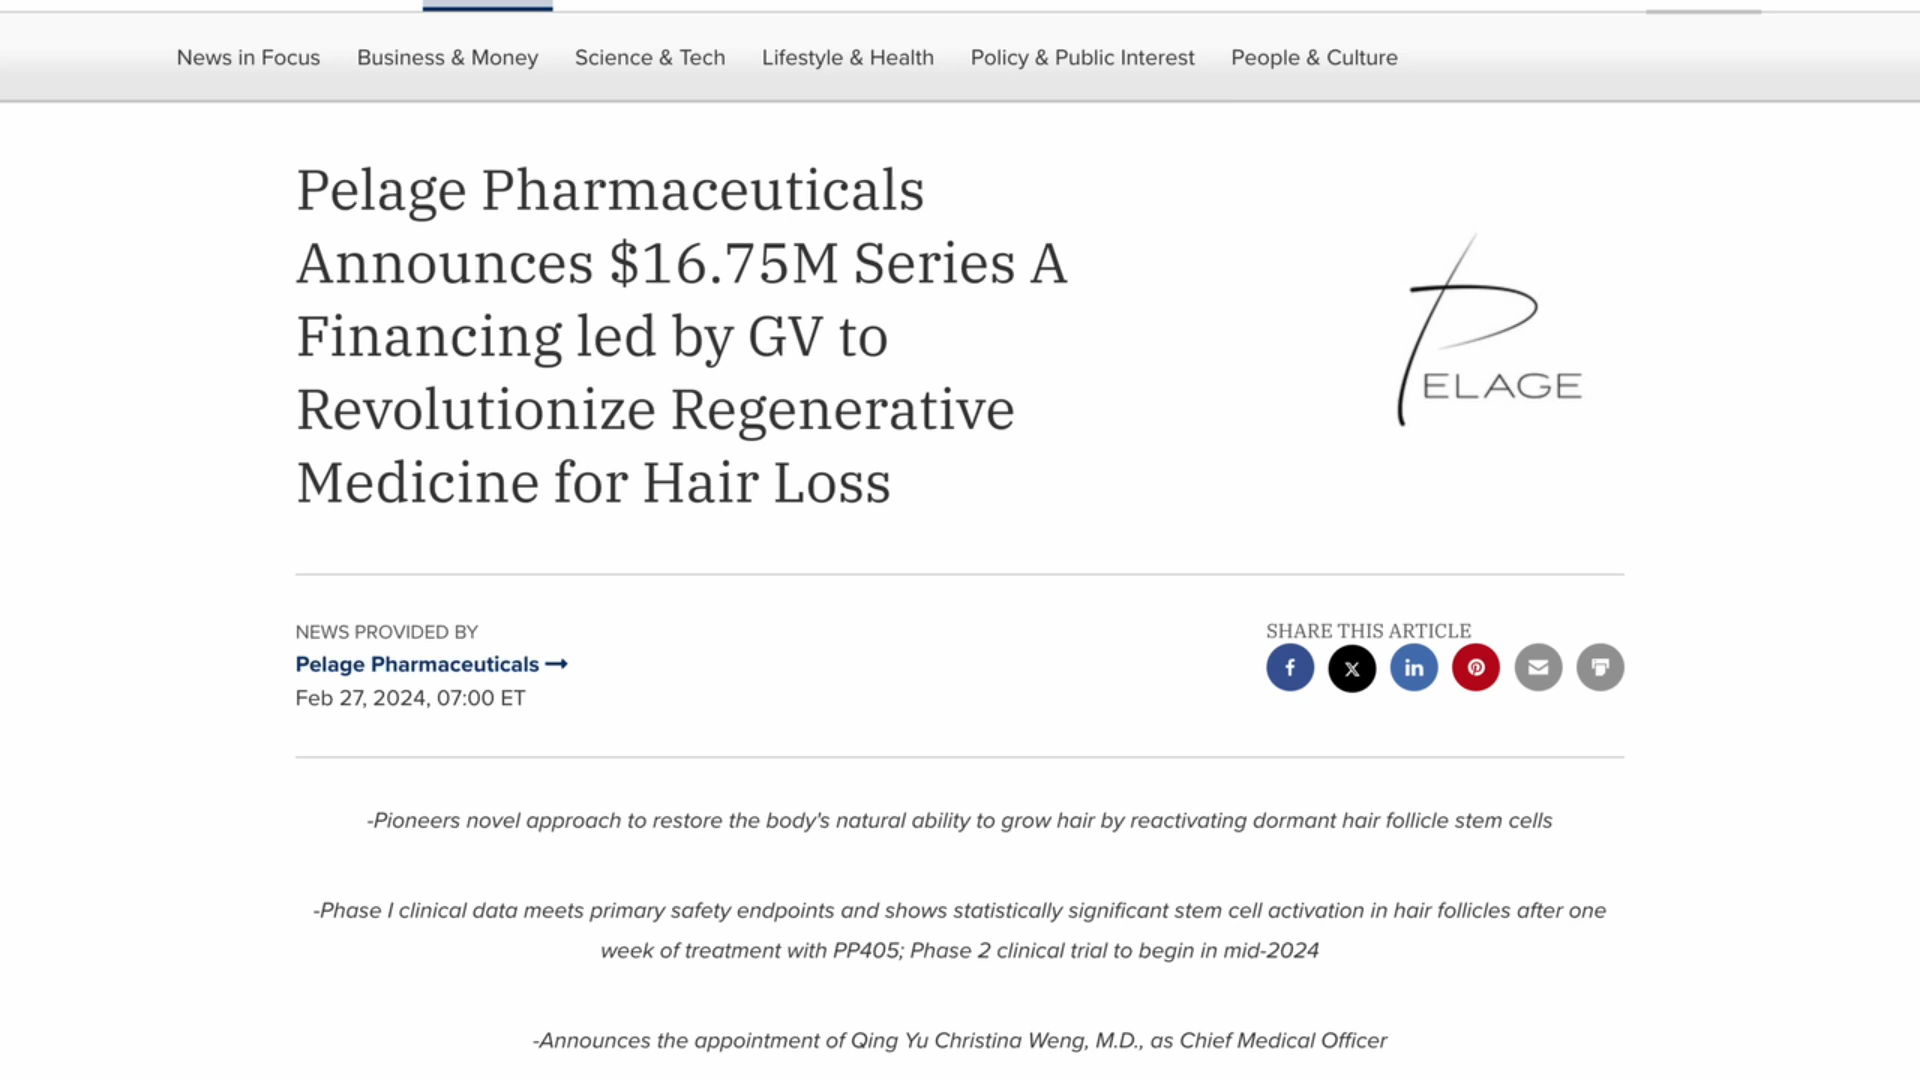 News in Focus Business & Money Science & Tech Lifestyle & Health Policy & Public Interest People & Culture
Pelage Pharmaceuticals
Announces $16.75M Series A
Financing led by GV to
Revolutionize Regenerative
Medicine for Hair Loss
PELAGE
NEWS PROVIDED BY
Pelage Pharmaceuticals
Feb 27, 2024, 07:00 ET
SHARE THIS ARTICLE
-Pioneers novel approach to restore the body's natural ability to grow hair by reactivating dormant hair follicle stem cells
-Phase I clinical data meets primary safety endpoints and shows statistically significant stem cell activation in hair follicles after one
week of treatment with PP405; Phase 2 clinical trial to begin in mid-2024
-Announces the appointment of Qing Yu Christina Weng, M.D., as Chief Medical Officer